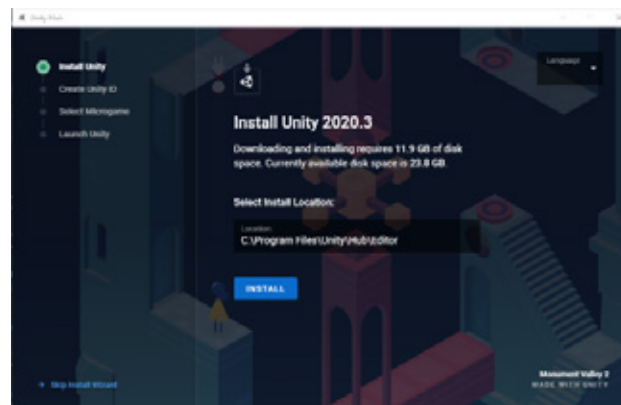 Unity Hub
Install Unity
Create Unity ID
Select Microgame
Launch Unity
Language
Install Unity 2020.3
Downloading and installing requires 11.9 GB of disk
space. Currently available disk space is 23.8 GB.
Select Install Location:
Location:
C:\Program Files\Unity\Hub\Editor
INSTALL
Skip Install Wizard
Monument Valley 2
MADE WITH UNITY